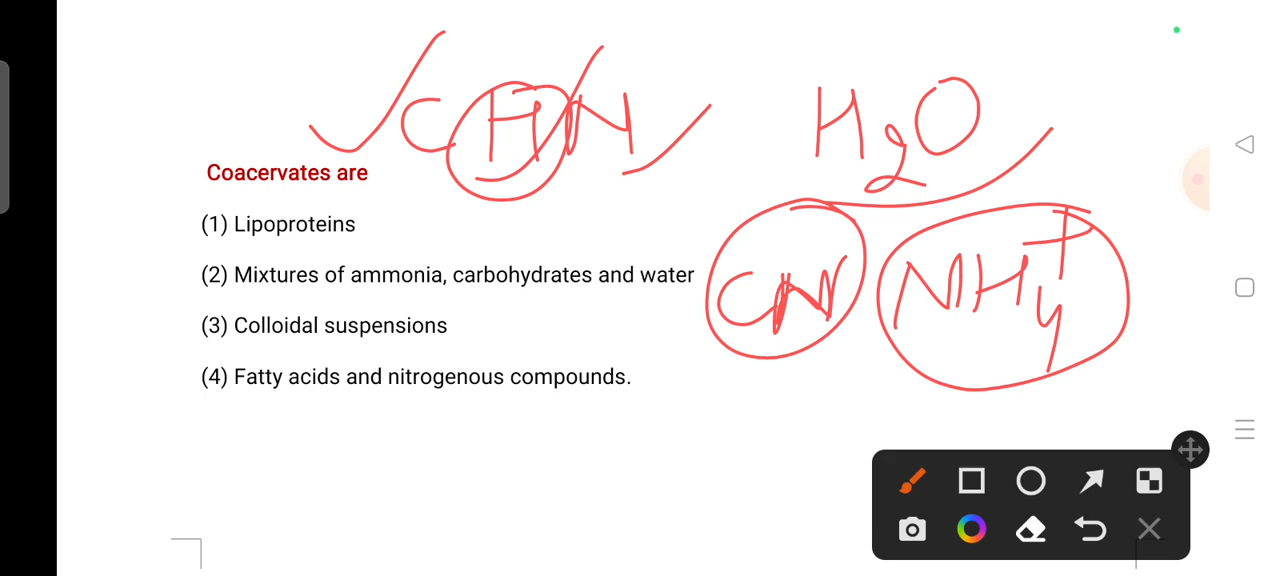 CHN H2O
Coacervates are
(1) Lipoproteins
(2) Mixtures of ammonia, carbohydrates and water
CN NH4+
(3) Colloidal suspensions
(4) Fatty acids and nitrogenous compounds.